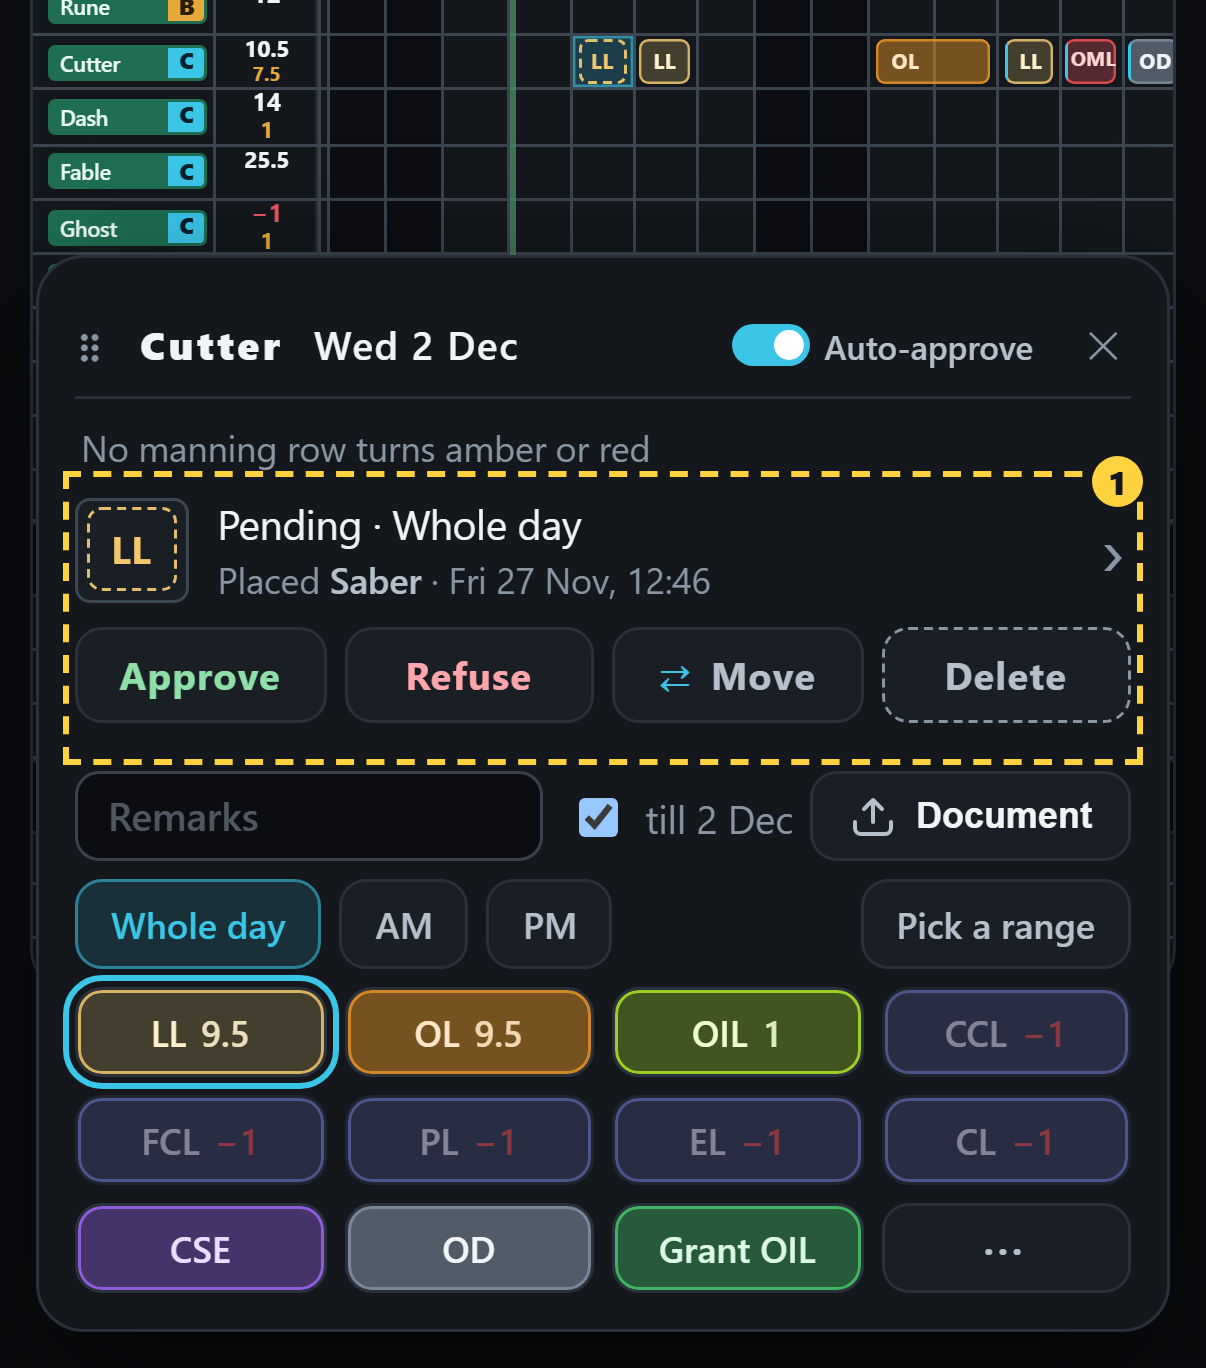 Rune B 12
Cutter C 10.5 LL LL OL LL OML OD
7.5
Dash C 14
1
Fable C 25.5
Ghost C −1
1
Cutter Wed 2 Dec Auto-approve
No manning row turns amber or red
1
LL Pending · Whole day
Placed Saber · Fri 27 Nov, 12:46
Approve Refuse Move Delete
Remarks till 2 Dec Document
Whole day AM PM Pick a range
LL 9.5 OL 9.5 OIL 1 CCL −1
FCL −1 PL −1 EL −1 CL −1
CSE OD Grant OIL ...